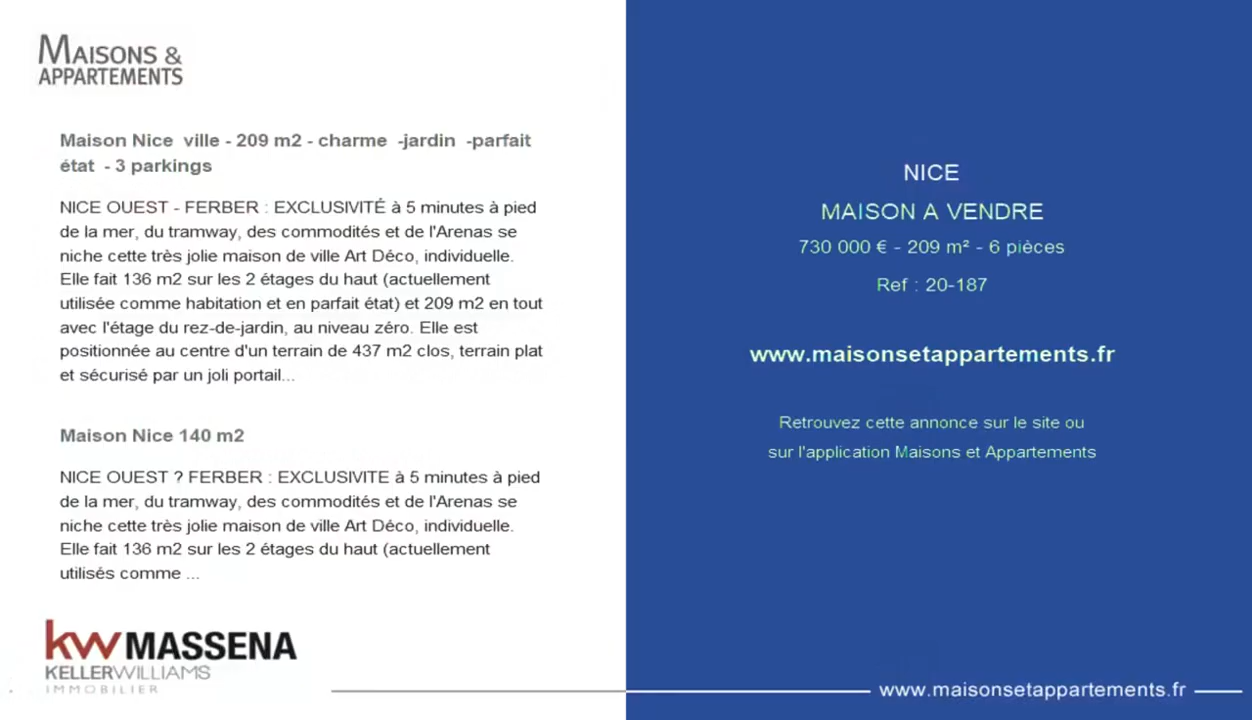 MAISONS &
APPARTEMENTS
Maison Nice ville - 209 m2 - charme -jardin -parfait
état - 3 parkings
NICE OUEST - FERBER : EXCLUSIVITÉ à 5 minutes à pied
de la mer, du tramway, des commodités et de l'Arenas se
niche cette très jolie maison de ville Art Déco, individuelle.
Elle fait 136 m2 sur les 2 étages du haut (actuellement
utilisée comme habitation et en parfait état) et 209 m2 en tout
avec l'étage du rez-de-jardin, au niveau zéro. Elle est
positionnée au centre d'un terrain de 437 m2 clos, terrain plat
et sécurisé par un joli portail...
Maison Nice 140 m2
NICE OUEST ? FERBER : EXCLUSIVITE à 5 minutes à pied
de la mer, du tramway, des commodités et de l'Arenas se
niche cette très jolie maison de ville Art Déco, individuelle.
Elle fait 136 m2 sur les 2 étages du haut (actuellement
utilisés comme ...
kw MASSENA
KELLERWILLIAMS
IMMOBILIER
NICE
MAISON A VENDRE
730 000 € - 209 m² - 6 pièces
Ref : 20-187
www.maisonsetappartements.fr
Retrouvez cette annonce sur le site ou
sur l'application Maisons et Appartements
www.maisonsetappartements.fr